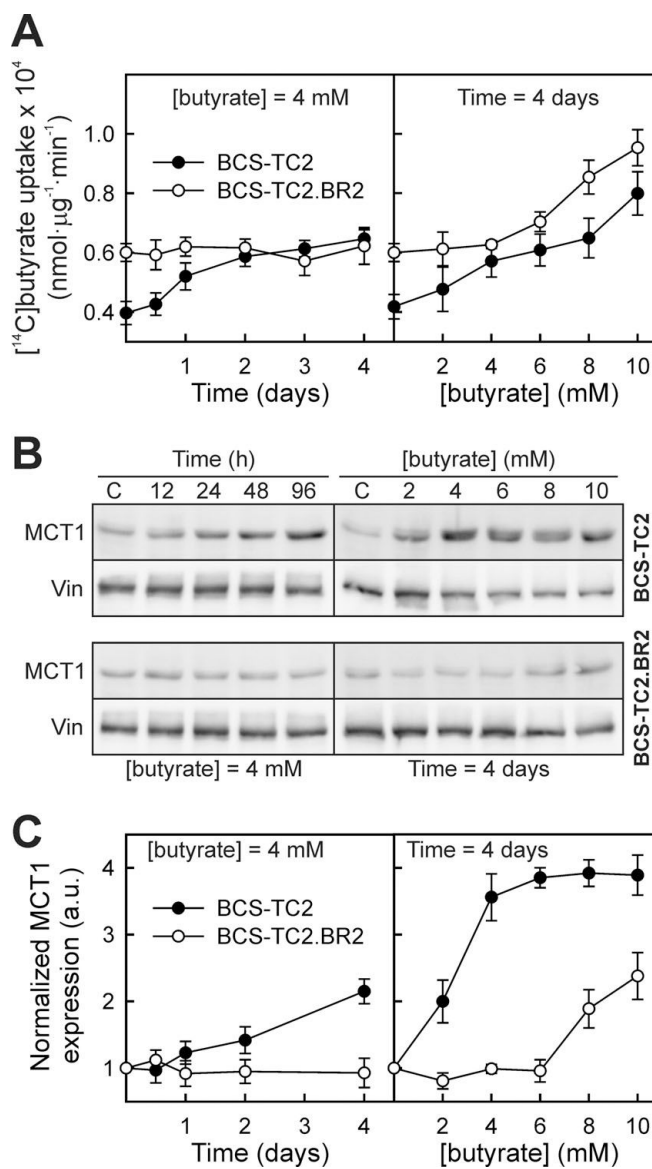 A
[butyrate] = 4 mM
Time = 4 days
[¹⁴C]butyrate uptake x 10⁴
(nmol·µg⁻¹·min⁻¹)
1.0
0.8
0.6
0.4
BCS-TC2
BCS-TC2.BR2
1 2 3 4
2 4 6 8 10
Time (days)
[butyrate] (mM)
B
Time (h)
[butyrate] (mM)
C 12 24 48 96
C 2 4 6 8 10
MCT1
Vin
BCS-TC2
MCT1
Vin
BCS-TC2.BR2
[butyrate] = 4 mM
Time = 4 days
C
[butyrate] = 4 mM
Time = 4 days
Normalized MCT1
expression (a.u.)
4
3
2
1
BCS-TC2
BCS-TC2.BR2
1 2 3 4
2 4 6 8 10
Time (days)
[butyrate] (mM)